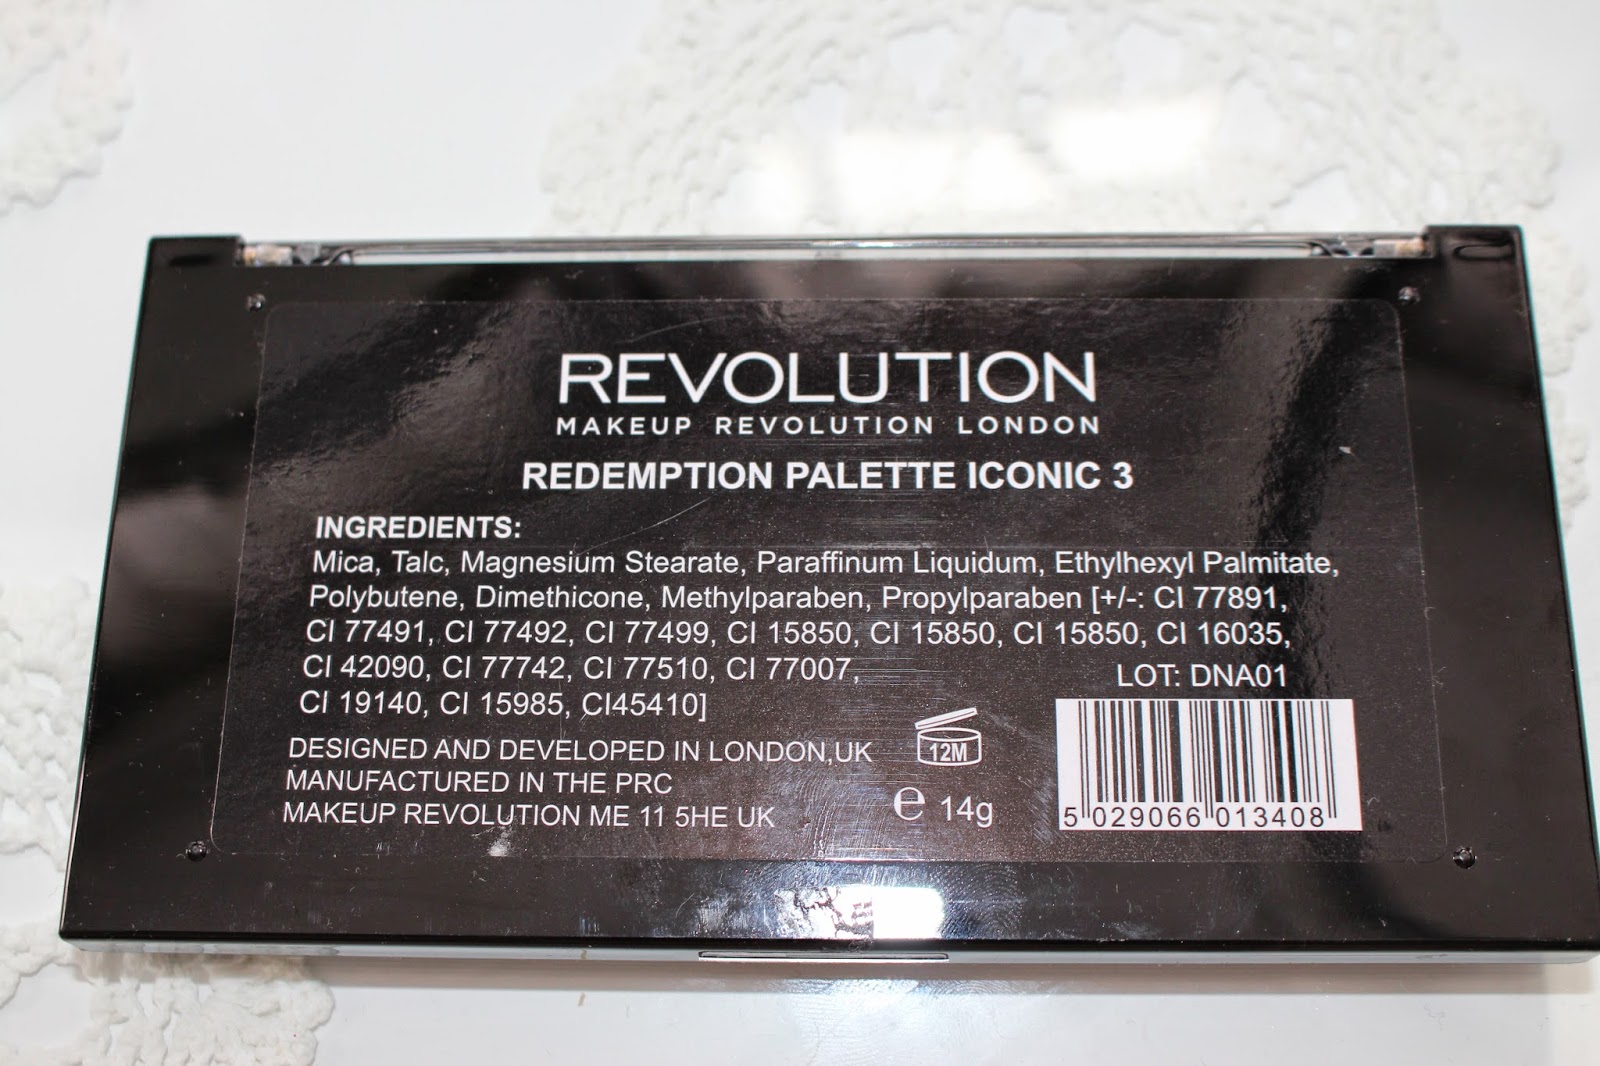 REVOLUTION
MAKEUP REVOLUTION LONDON
REDEMPTION PALETTE ICONIC 3
INGREDIENTS:
Mica, Talc, Magnesium Stearate, Paraffinum Liquidum, Ethylhexyl Palmitate,
Polybutene, Dimethicone, Methylparaben, Propylparaben [+/-: CI 77891,
CI 77491, CI 77492, CI 77499, CI 15850, CI 15850, CI 15850, CI 16035,
CI 42090, CI 77742, CI 77510, CI 77007,
CI 19140, CI 15985, CI45410]
LOT: DNA01
DESIGNED AND DEVELOPED IN LONDON,UK
MANUFACTURED IN THE PRC
MAKEUP REVOLUTION ME 11 5HE UK
12M
℮ 14g
5 029066 013408